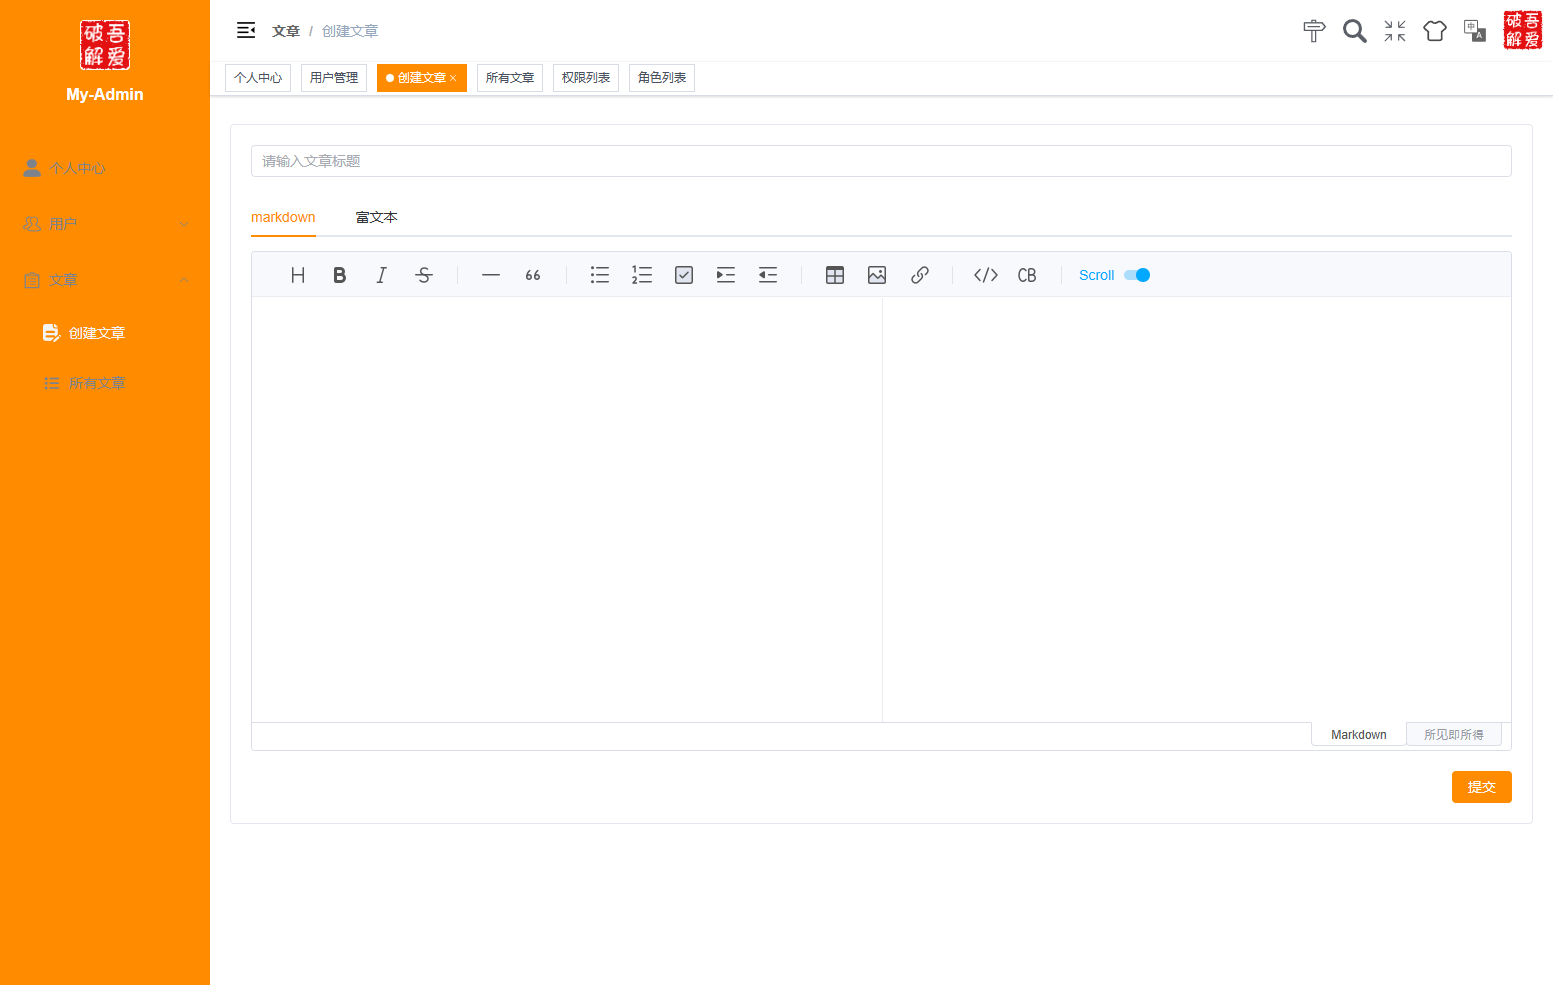 吾爱
破解
My-Admin
个人中心
用户
文章
创建文章
所有文章
文章 / 创建文章
中 A
吾爱
破解
个人中心
用户管理
创建文章 ×
所有文章
权限列表
角色列表
请输入文章标题
markdown
富文本
H B I S 66 CB Scroll
Markdown
所见即所得
提交